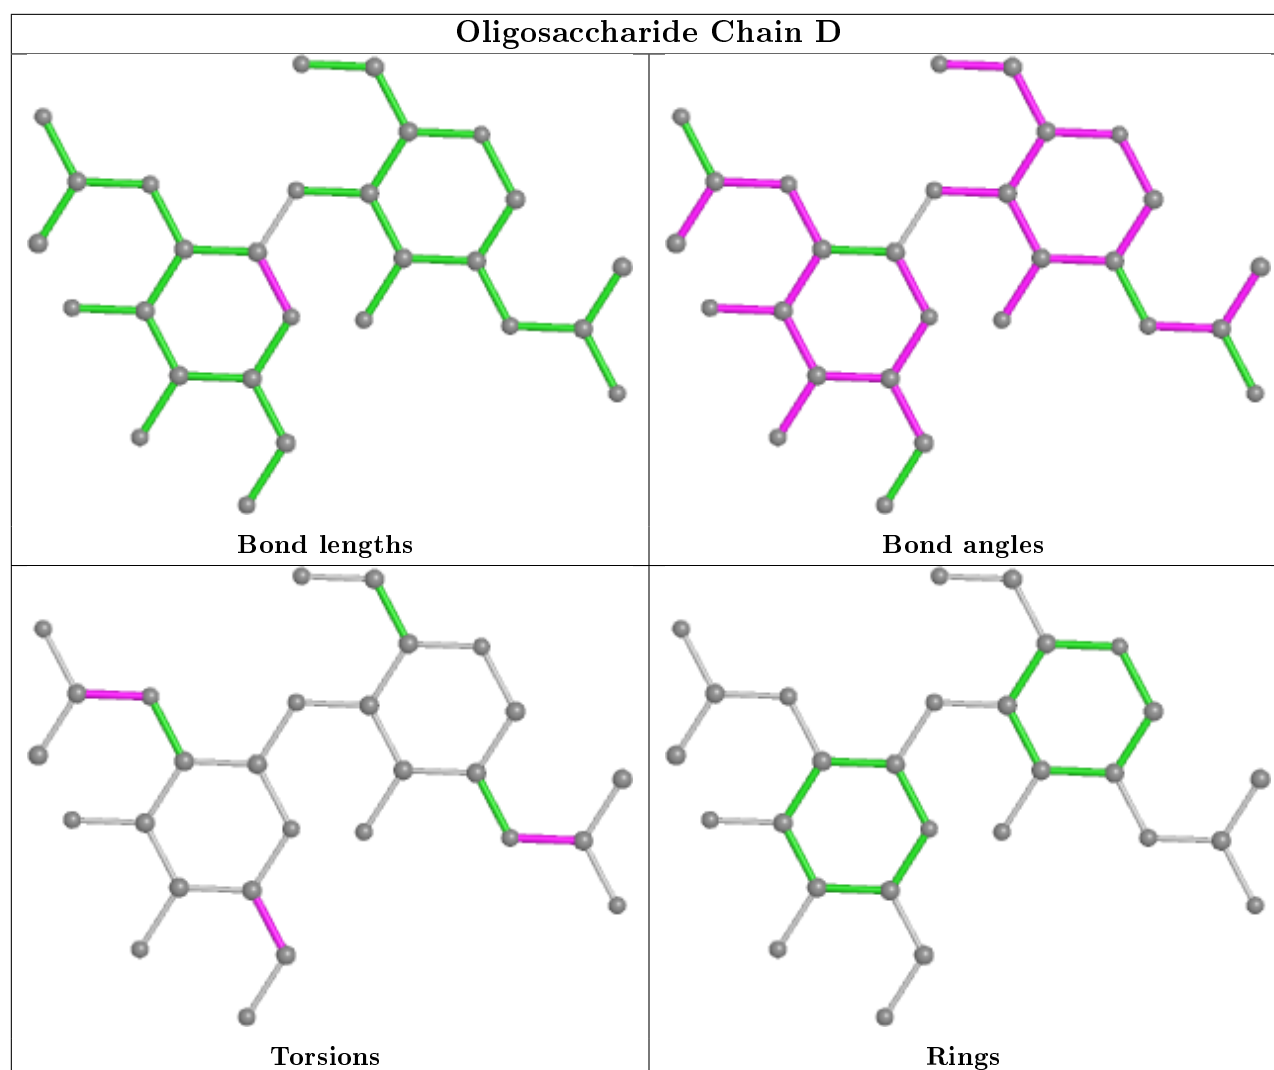 Oligosaccharide Chain D
Bond lengths
Bond angles
Torsions
Rings